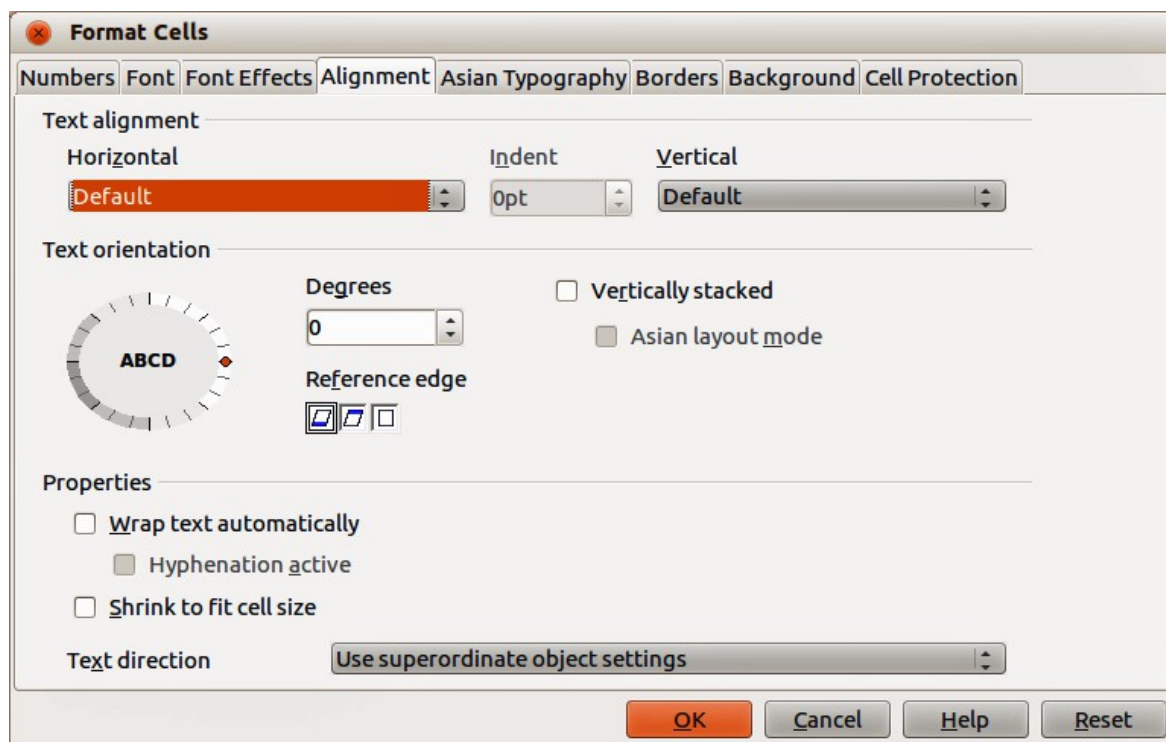 Format Cells
Numbers Font Font Effects Alignment Asian Typography Borders Background Cell Protection
Text alignment
Horizontal Indent Vertical
Default 0pt Default
Text orientation
Degrees Vertically stacked
0 Asian layout mode
ABCD
Reference edge
Properties
Wrap text automatically
Hyphenation active
Shrink to fit cell size
Text direction Use superordinate object settings
OK Cancel Help Reset